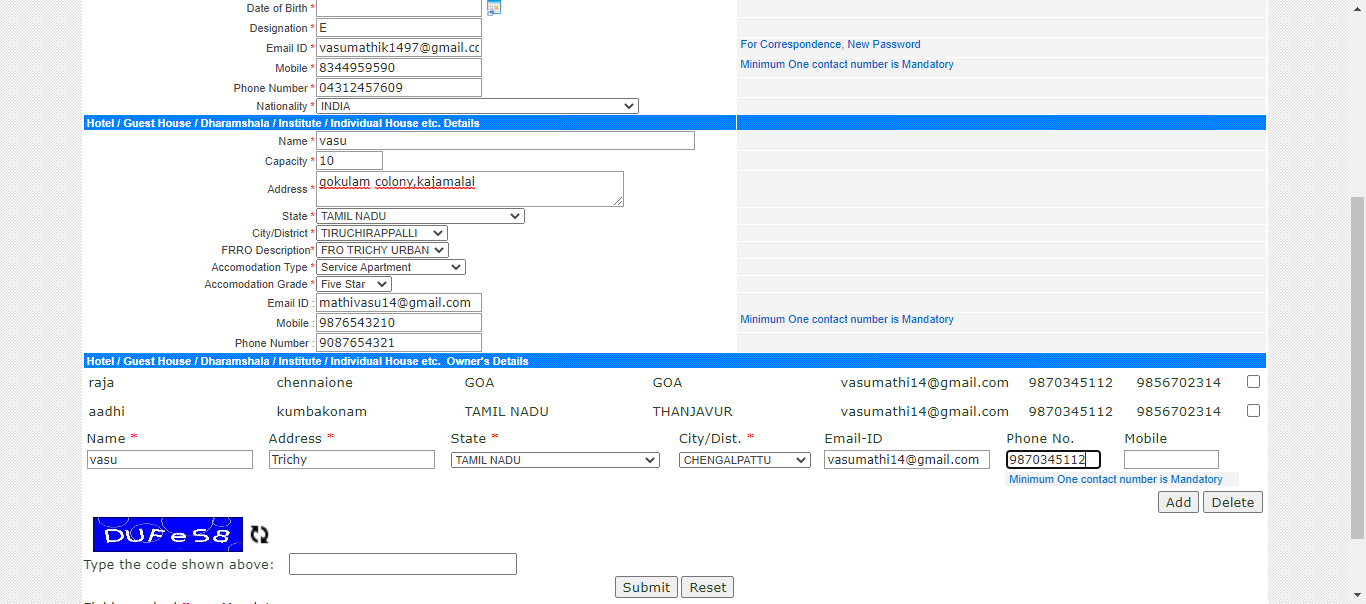 Date of Birth *
Designation * E
Email ID * vasumathik1497@gmail.cc For Correspondence, New Password
Mobile * 8344959590 Minimum One contact number is Mandatory
Phone Number * 04312457609
Nationality * INDIA
Hotel / Guest House / Dharamshala / Institute / Individual House etc. Details
Name * vasu
Capacity * 10
Address * gokulam colony,kajamalai
State * TAMIL NADU
City/District * TIRUCHIRAPPALLI
FRRO Description* FRO TRICHY URBAN
Accomodation Type * Service Apartment
Accomodation Grade * Five Star
Email ID : mathivasu14@gmail.com
Mobile : 9876543210 Minimum One contact number is Mandatory
Phone Number : 9087654321
Hotel / Guest House / Dharamshala / Institute / Individual House etc. Owner's Details
raja chennaione GOA GOA vasumathi14@gmail.com 9870345112 9856702314
aadhi kumbakonam TAMIL NADU THANJAVUR vasumathi14@gmail.com 9870345112 9856702314
Name * Address * State * City/Dist. * Email-ID Phone No. Mobile
vasu Trichy TAMIL NADU CHENGALPATTU vasumathi14@gmail.com 9870345112
Minimum One contact number is Mandatory
Add Delete
DUFeS8
Type the code shown above:
Submit Reset